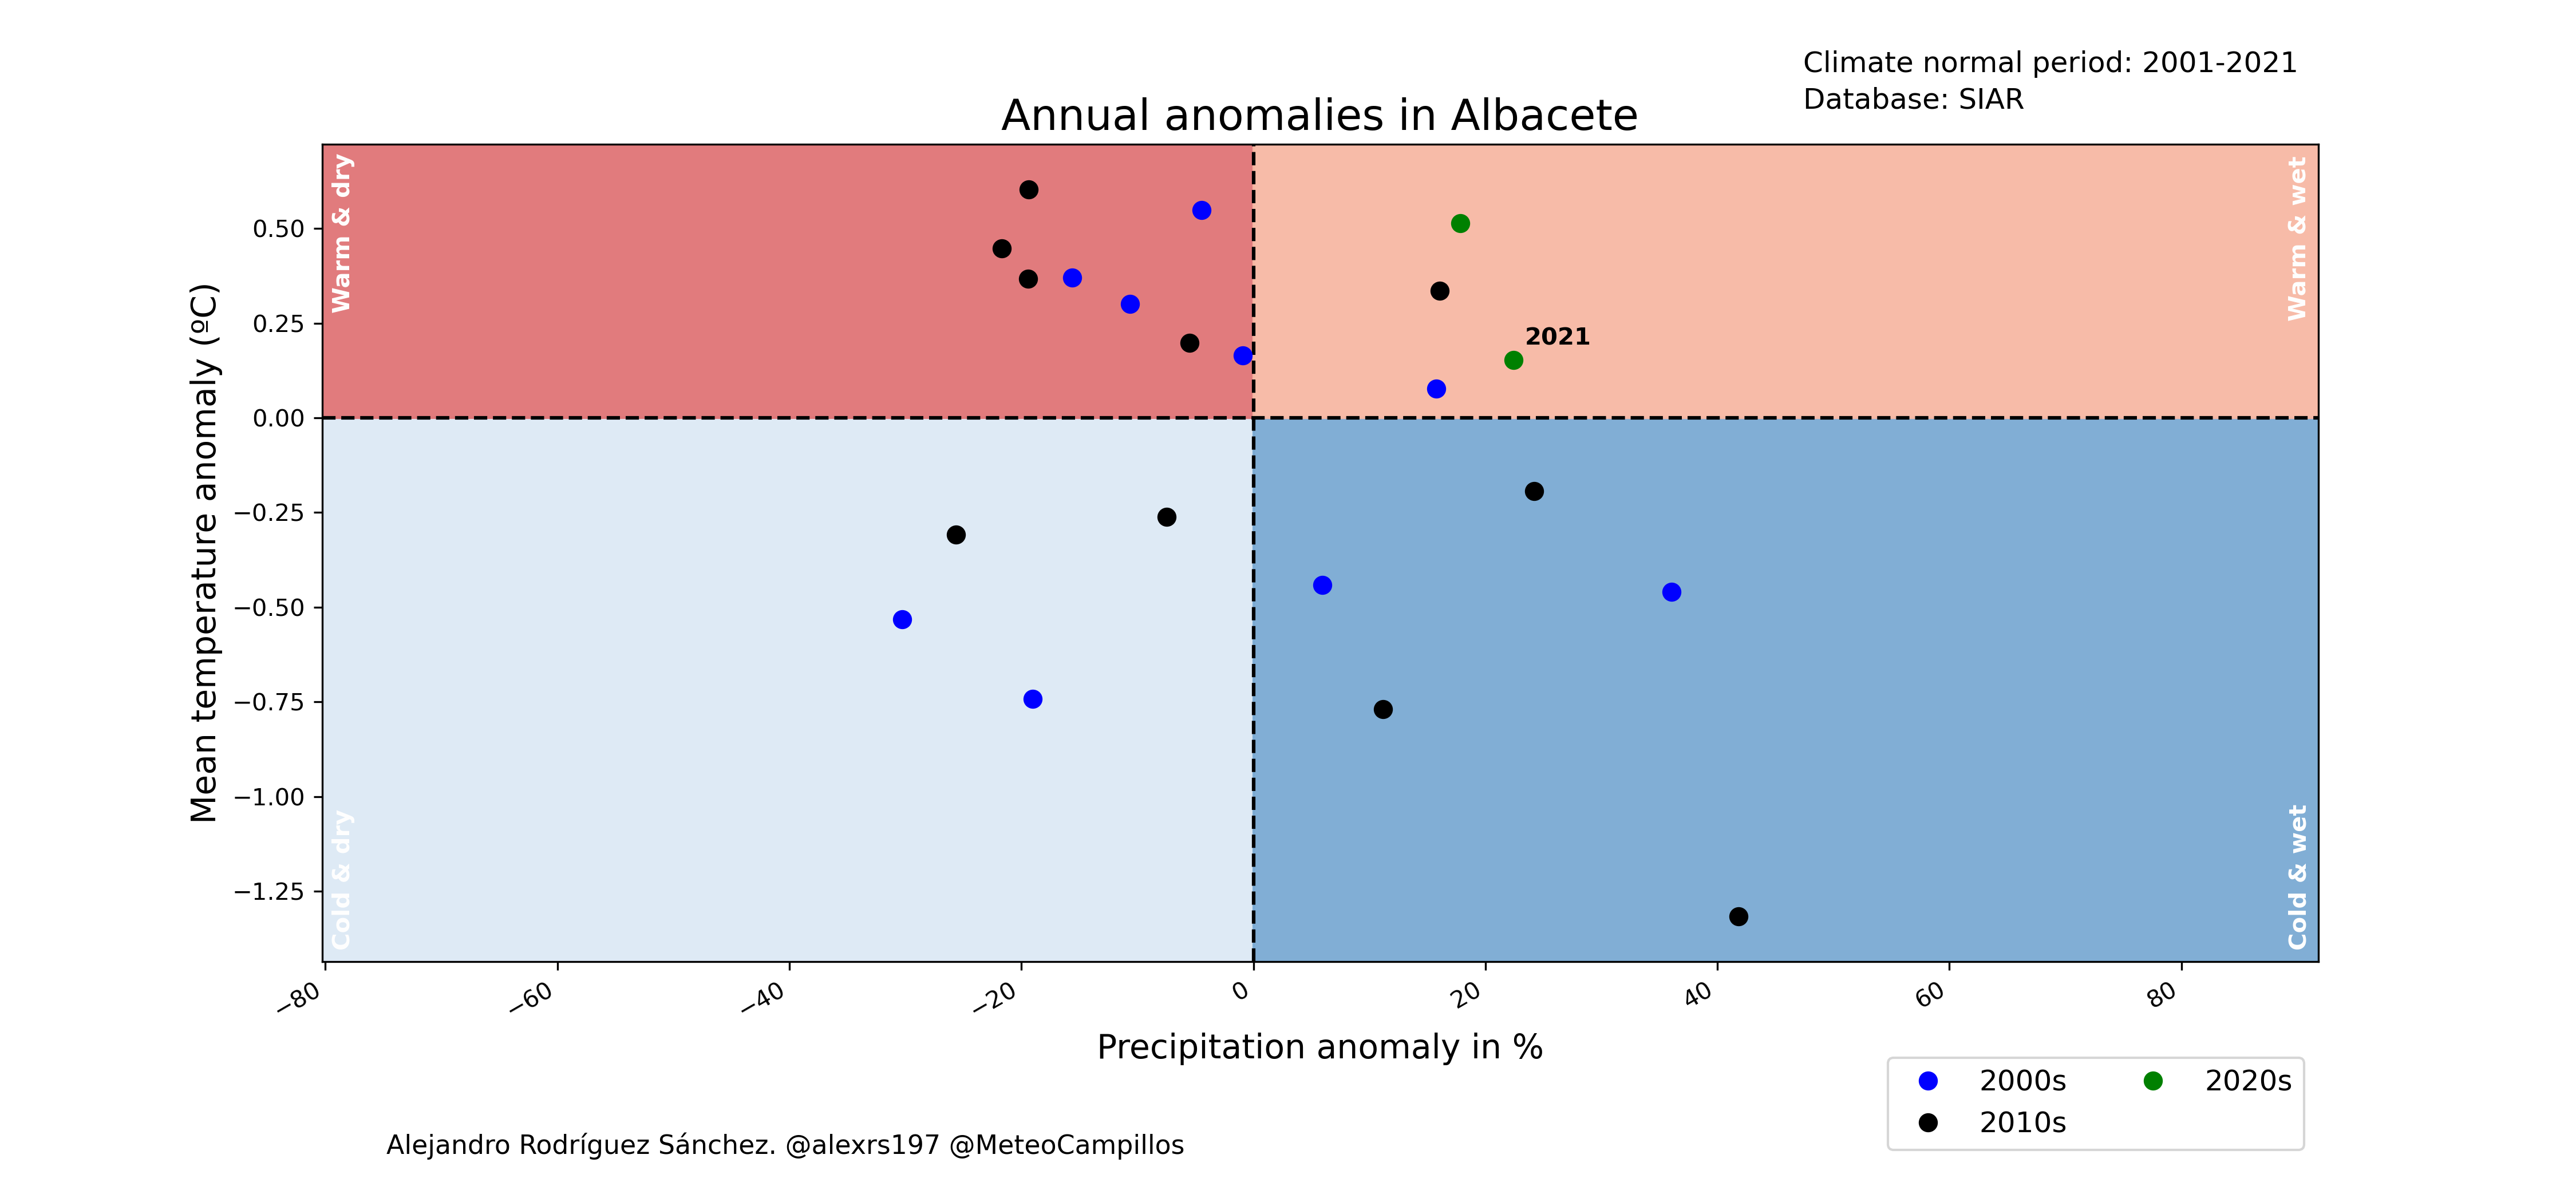 Climate normal period: 2001-2021
Database: SIAR
Annual anomalies in Albacete
Warm & dry
Warm & wet
Cold & dry
Cold & wet
2021
Mean temperature anomaly (ºC)
0.50
0.25
0.00
−0.25
−0.50
−0.75
−1.00
−1.25
−80
−60
−40
−20
0
20
40
60
80
Precipitation anomaly in %
2000s
2010s
2020s
Alejandro Rodríguez Sánchez. @alexrs197 @MeteoCampillos